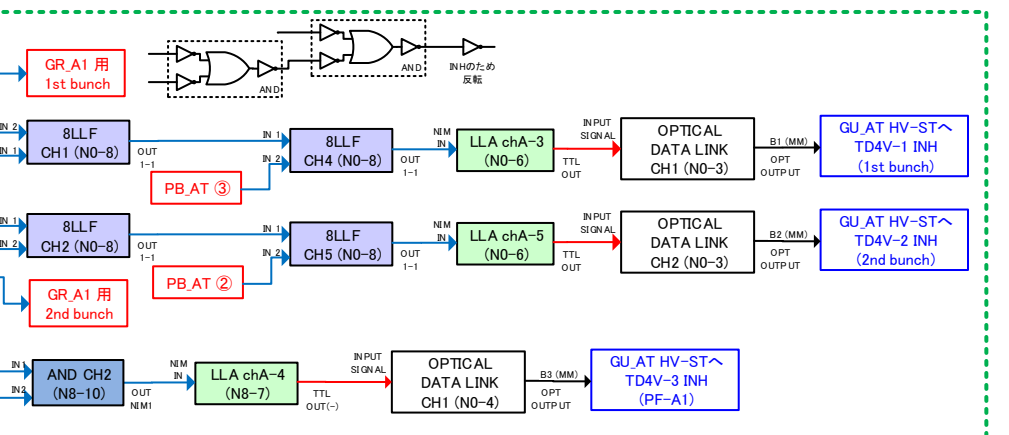 GR_A1 用
1st bunch
AND
AND
INHのため
反転
IN 2
IN 1
8LLF
CH1 (N0-8)
OUT
1-1
IN 1
IN 2
PB_AT ③
8LLF
CH4 (N0-8)
OUT
1-1
NIM
IN
LLA chA-3
(N0-6)
TTL
OUT
INPUT
SIGNAL
OPTICAL
DATA LINK
CH1 (N0-3)
B1 (MM)
OPT
OUTPUT
GU_AT HV-STへ
TD4V-1 INH
(1st bunch)
IN 1
IN 2
8LLF
CH2 (N0-8)
OUT
1-1
IN 1
IN 2
PB_AT ②
8LLF
CH5 (N0-8)
OUT
1-1
NIM
IN
LLA chA-5
(N0-6)
TTL
OUT
INPUT
SIGNAL
OPTICAL
DATA LINK
CH2 (N0-3)
B2 (MM)
OPT
OUTPUT
GU_AT HV-STへ
TD4V-2 INH
(2nd bunch)
GR_A1 用
2nd bunch
IN1
IN2
AND CH2
(N8-10)
OUT
NIM1
NIM
IN
LLA chA-4
(N8-7)
TTL
OUT(-)
INPUT
SIGNAL
OPTICAL
DATA LINK
CH1 (N0-4)
B3 (MM)
OPT
OUTPUT
GU_AT HV-STへ
TD4V-3 INH
(PF-A1)